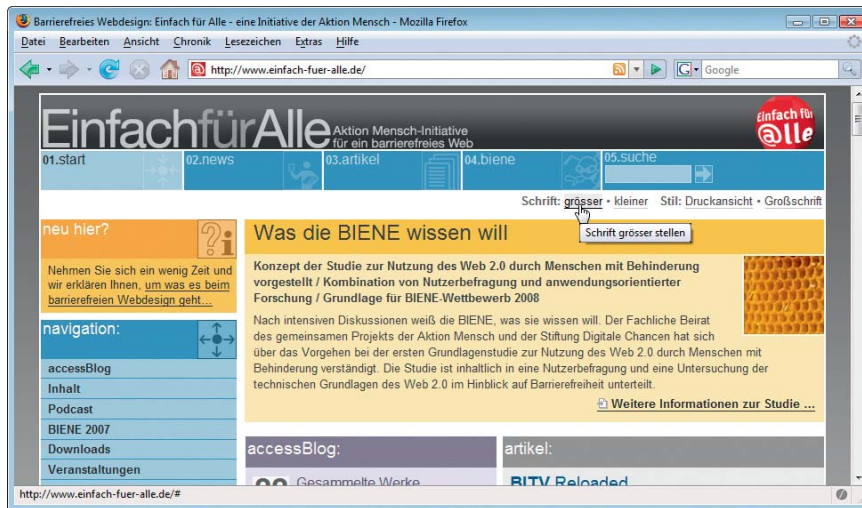 Barrierefreies Webdesign: Einfach für Alle - eine Initiative der Aktion Mensch - Mozilla Firefox
Datei Bearbeiten Ansicht Chronik Lesezeichen Extras Hilfe
http://www.einfach-fuer-alle.de/
Google
EinfachfürAlle
Aktion Mensch-Initiative
für ein barrierefreies Web
einfach für
@lle
01.start
02.news
03.artikel
04.biene
05.suche
Schrift: grösser • kleiner Stil: Druckansicht • Großschrift
Schrift grösser stellen
neu hier?
Nehmen Sie sich ein wenig Zeit und
wir erklären Ihnen, um was es beim
barrierefreien Webdesign geht…
navigation:
accessBlog
Inhalt
Podcast
BIENE 2007
Downloads
Veranstaltungen
Was die BIENE wissen will
Konzept der Studie zur Nutzung des Web 2.0 durch Menschen mit Behinderung
vorgestellt / Kombination von Nutzerbefragung und anwendungsorientierter
Forschung / Grundlage für BIENE-Wettbewerb 2008
Nach intensiven Diskussionen weiß die BIENE, was sie wissen will. Der Fachliche Beirat
des gemeinsamen Projekts der Aktion Mensch und der Stiftung Digitale Chancen hat sich
über das Vorgehen bei der ersten Grundlagenstudie zur Nutzung des Web 2.0 durch Menschen mit
Behinderung verständigt. Die Studie ist inhaltlich in eine Nutzerbefragung und eine Untersuchung der
technischen Grundlagen des Web 2.0 im Hinblick auf Barrierefreiheit unterteilt.
Weitere Informationen zur Studie …
accessBlog:
Gesammelte Werke
artikel:
BITV Reloaded
http://www.einfach-fuer-alle.de/#